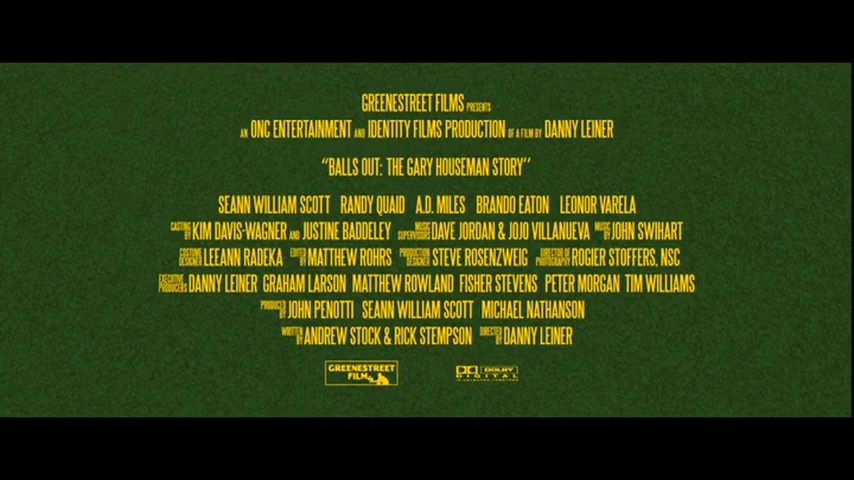 GREENESTREET FILMS PRESENTS
AN ONC ENTERTAINMENT AND IDENTITY FILMS PRODUCTION OF A FILM BY DANNY LEINER
“BALLS OUT: THE GARY HOUSEMAN STORY”
SEANN WILLIAM SCOTT RANDY QUAID A.D. MILES BRANDO EATON LEONOR VARELA
CASTING BY KIM DAVIS-WAGNER AND JUSTINE BADDELEY MUSIC SUPERVISORS DAVE JORDAN & JOJO VILLANUEVA MUSIC BY JOHN SWIHART
COSTUME DESIGNER LEEANN RADEKA EDITED BY MATTHEW ROHRS PRODUCTION DESIGNER STEVE ROSENZWEIG DIRECTOR OF PHOTOGRAPHY ROGIER STOFFERS, NSC
EXECUTIVE PRODUCERS DANNY LEINER GRAHAM LARSON MATTHEW ROWLAND FISHER STEVENS PETER MORGAN TIM WILLIAMS
PRODUCED BY JOHN PENOTTI SEANN WILLIAM SCOTT MICHAEL NATHANSON
WRITTEN BY ANDREW STOCK & RICK STEMPSON DIRECTED BY DANNY LEINER
GREENESTREET FILMS
DOLBY DIGITAL
IN SELECTED THEATRES